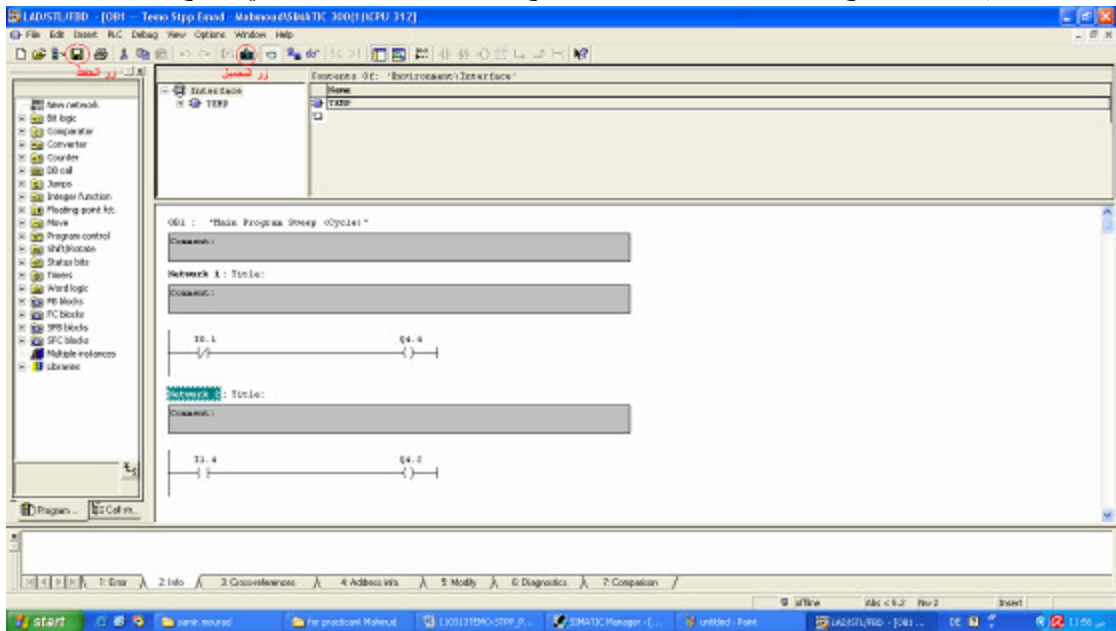 LAD/STL/FBD - [OB1 -- Temo Stpp Emad - Mahmoud\SIMATIC 300(1)\CPU 312]
File Edit Insert PLC Debug View Options Window Help
زر الحفظ
زر التحميل
Contents Of: 'Environment\Interface'
Interface
TEMP
Name
TEMP
New network
Bit logic
Comparator
Converter
Counter
DB call
Jumps
Integer function
Floating-point fct.
Move
Program control
Shift/Rotate
Status bits
Timers
Word logic
FB blocks
FC blocks
SFB blocks
SFC blocks
Multiple instances
Libraries
Program...
Call str...
OB1 : "Main Program Sweep (Cycle)"
Comment:
Network 1: Title:
Comment:
I0.1
Q4.4
Network 2: Title:
Comment:
I1.4
Q4.2
1: Error
2: Info
3: Cross-references
4: Address info.
5: Modify
6: Diagnostics
7: Comparison
offline
Abs < 5.2
Nw 2
Insert
start
samir.mourad
for practicant Mahmud
SIMATIC Manager - [...
untitled - Paint
LAD/STL/FBD - [OB1 ...
DE